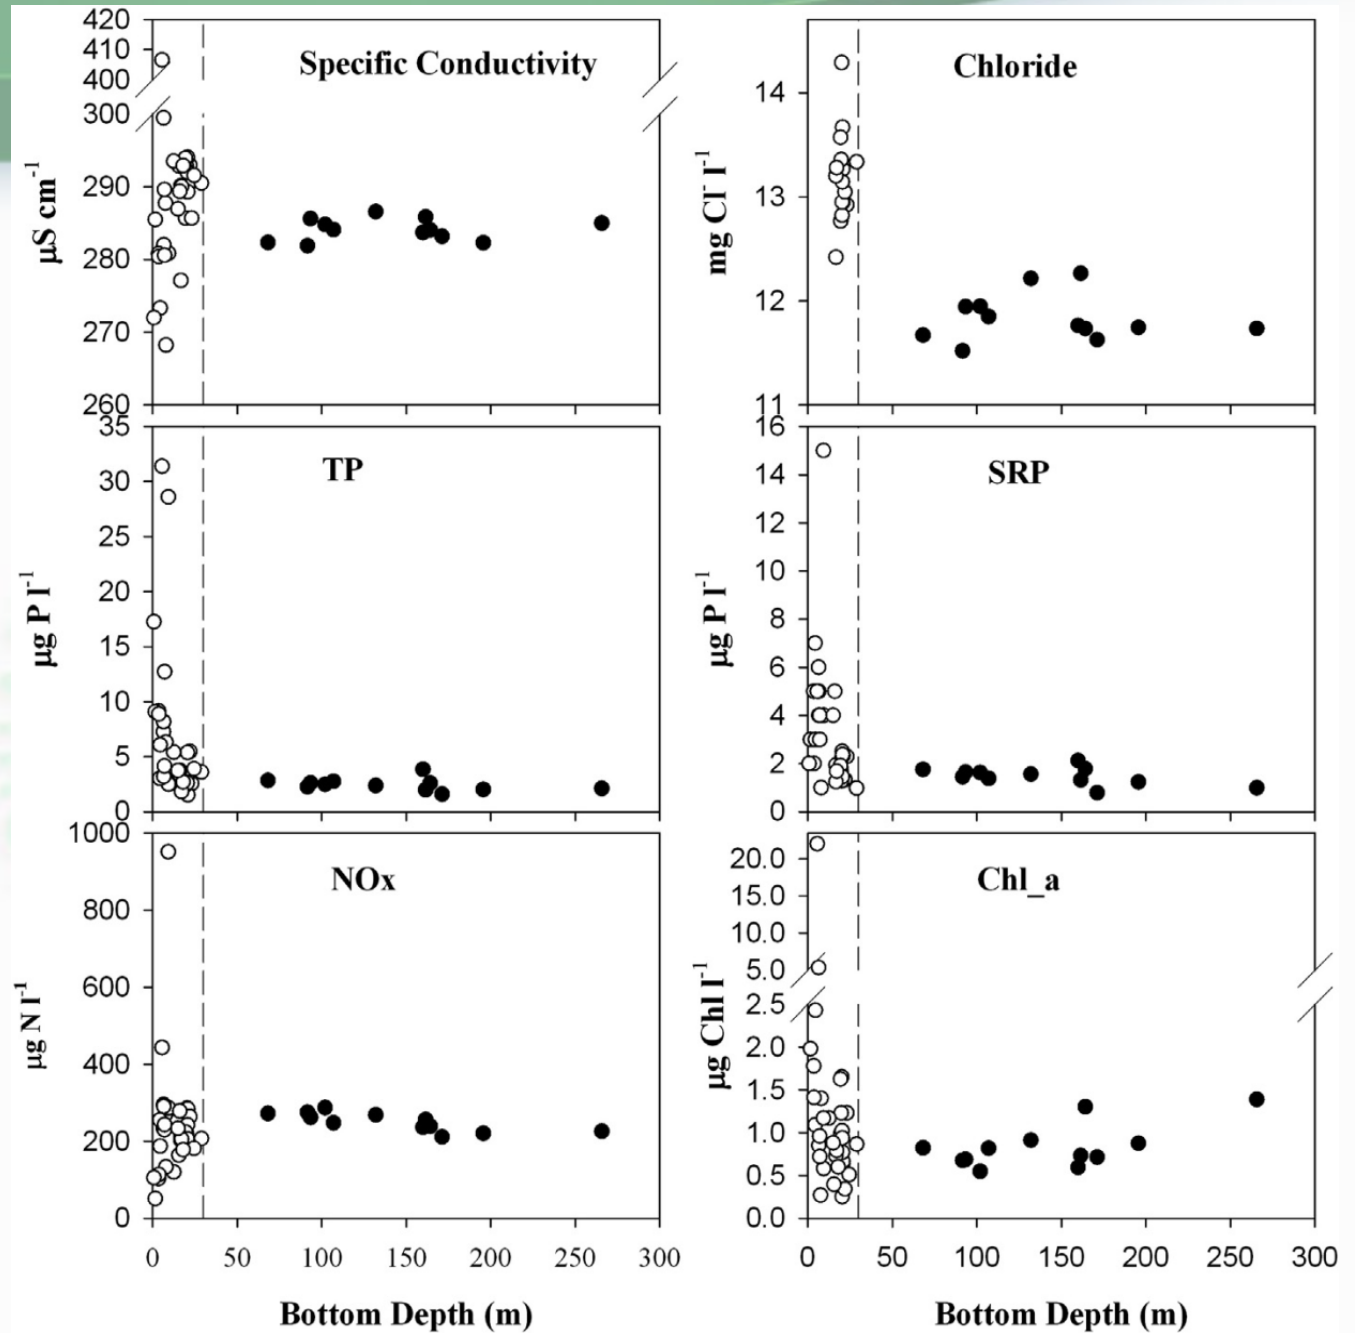 Specific Conductivity
µS cm-1
420
410
400
300
290
280
270
260
Chloride
mg Cl- l-1
14
13
12
11
TP
µg P l-1
35
30
25
20
15
10
5
0
SRP
µg P l-1
16
14
12
10
8
6
4
2
0
NOx
µg N l-1
1000
800
600
400
200
0
0 50 100 150 200 250 300
Bottom Depth (m)
Chl_a
µg Chl l-1
20.0
15.0
10.0
5.0
2.5
2.0
1.5
1.0
0.5
0.0
0 50 100 150 200 250 300
Bottom Depth (m)